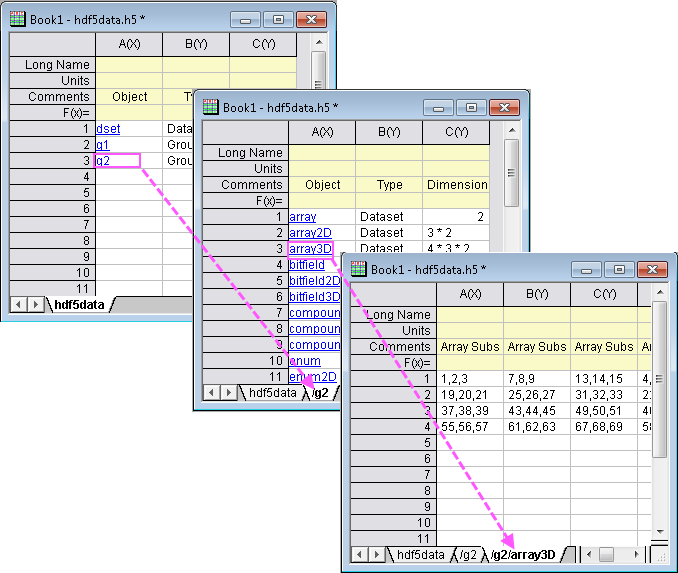 Book1 - hdf5data.h5 *
A(X) B(Y) C(Y)
Long Name
Units
Comments Object Ty
F(x)=
1 dset Data
2 g1 Grou
3 g2 Grou
4
5
6
7
8
9
10
11
hdf5data
Book1 - hdf5data.h5 *
A(X) B(Y) C(Y)
Long Name
Units
Comments Object Type Dimension
F(x)=
1 array Dataset 2
2 array2D Dataset 3 * 2
3 array3D Dataset 4 * 3 * 2
4 bitfield
5 bitfield2D
6 bitfield3D
7 compoun
8 compoun
9 compoun
10 enum
11 enum2D
hdf5data /g2
Book1 - hdf5data.h5 *
A(X) B(Y) C(Y)
Long Name
Units
Comments Array Subs Array Subs Array Subs Ar
F(x)=
1 1,2,3 7,8,9 13,14,15 4,
2 19,20,21 25,26,27 31,32,33 2
3 37,38,39 43,44,45 49,50,51 40
4 55,56,57 61,62,63 67,68,69 58
5
6
7
8
9
10
11
hdf5data /g2 /g2/array3D